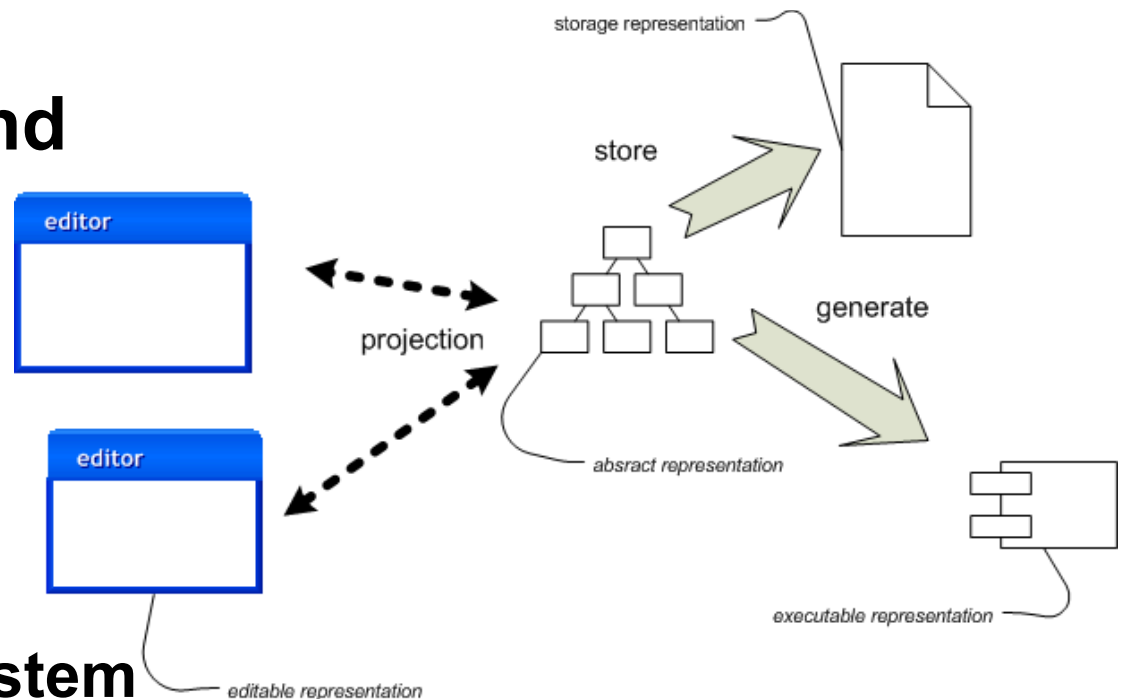 storage representation
nd
store
editor
generate
projection
editor
absract representation
executable representation
stem
editable representation